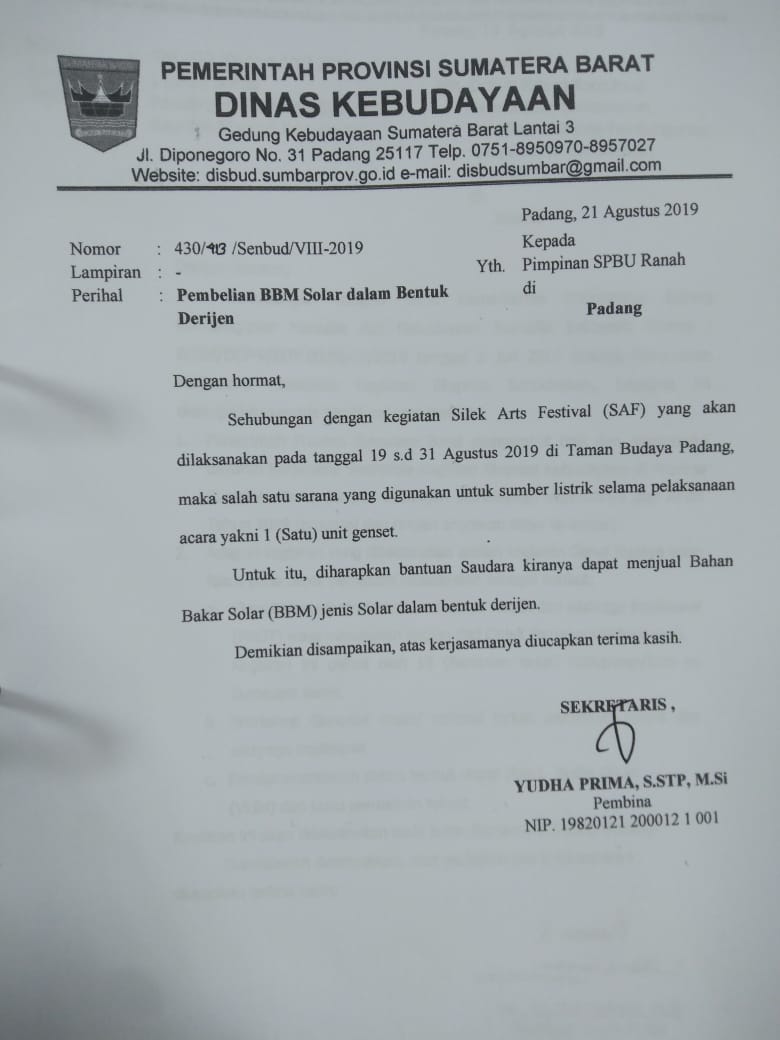 PEMERINTAH PROVINSI SUMATERA BARAT
DINAS KEBUDAYAAN
Gedung Kebudayaan Sumatera Barat Lantai 3
Jl. Diponegoro No. 31 Padang 25117 Telp. 0751-8950970-8957027
Website: disbud.sumbarprov.go.id e-mail: disbudsumbar@gmail.com
Padang, 21 Agustus 2019
Kepada
Yth. Pimpinan SPBU Ranah
di
Padang
Nomor : 430/913/Senbud/VIII-2019
Lampiran : -
Perihal : Pembelian BBM Solar dalam Bentuk
Derijen
Dengan hormat,
Sehubungan dengan kegiatan Silek Arts Festival (SAF) yang akan
dilaksanakan pada tanggal 19 s.d 31 Agustus 2019 di Taman Budaya Padang,
maka salah satu sarana yang digunakan untuk sumber listrik selama pelaksanaan
acara yakni 1 (Satu) unit genset.
Untuk itu, diharapkan bantuan Saudara kiranya dapat menjual Bahan
Bakar Solar (BBM) jenis Solar dalam bentuk derijen.
Demikian disampaikan, atas kerjasamanya diucapkan terima kasih.
SEKRETARIS,
YUDHA PRIMA, S.STP, M.Si
Pembina
NIP. 19820121 200012 1 001